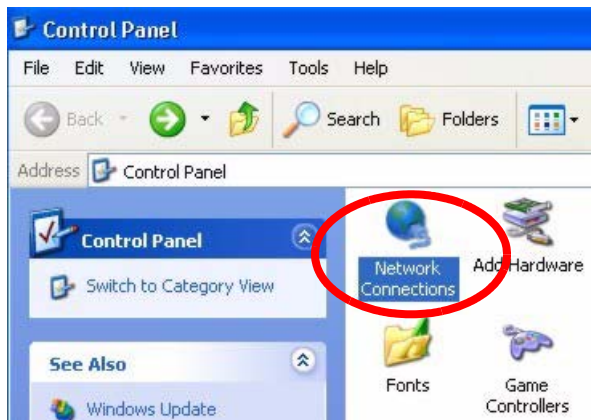 Control Panel
File Edit View Favorites Tools Help
Back Search Folders
Address Control Panel
Control Panel
Switch to Category View
See Also
Windows Update
Network Connections
Add Hardware
Fonts
Game Controllers